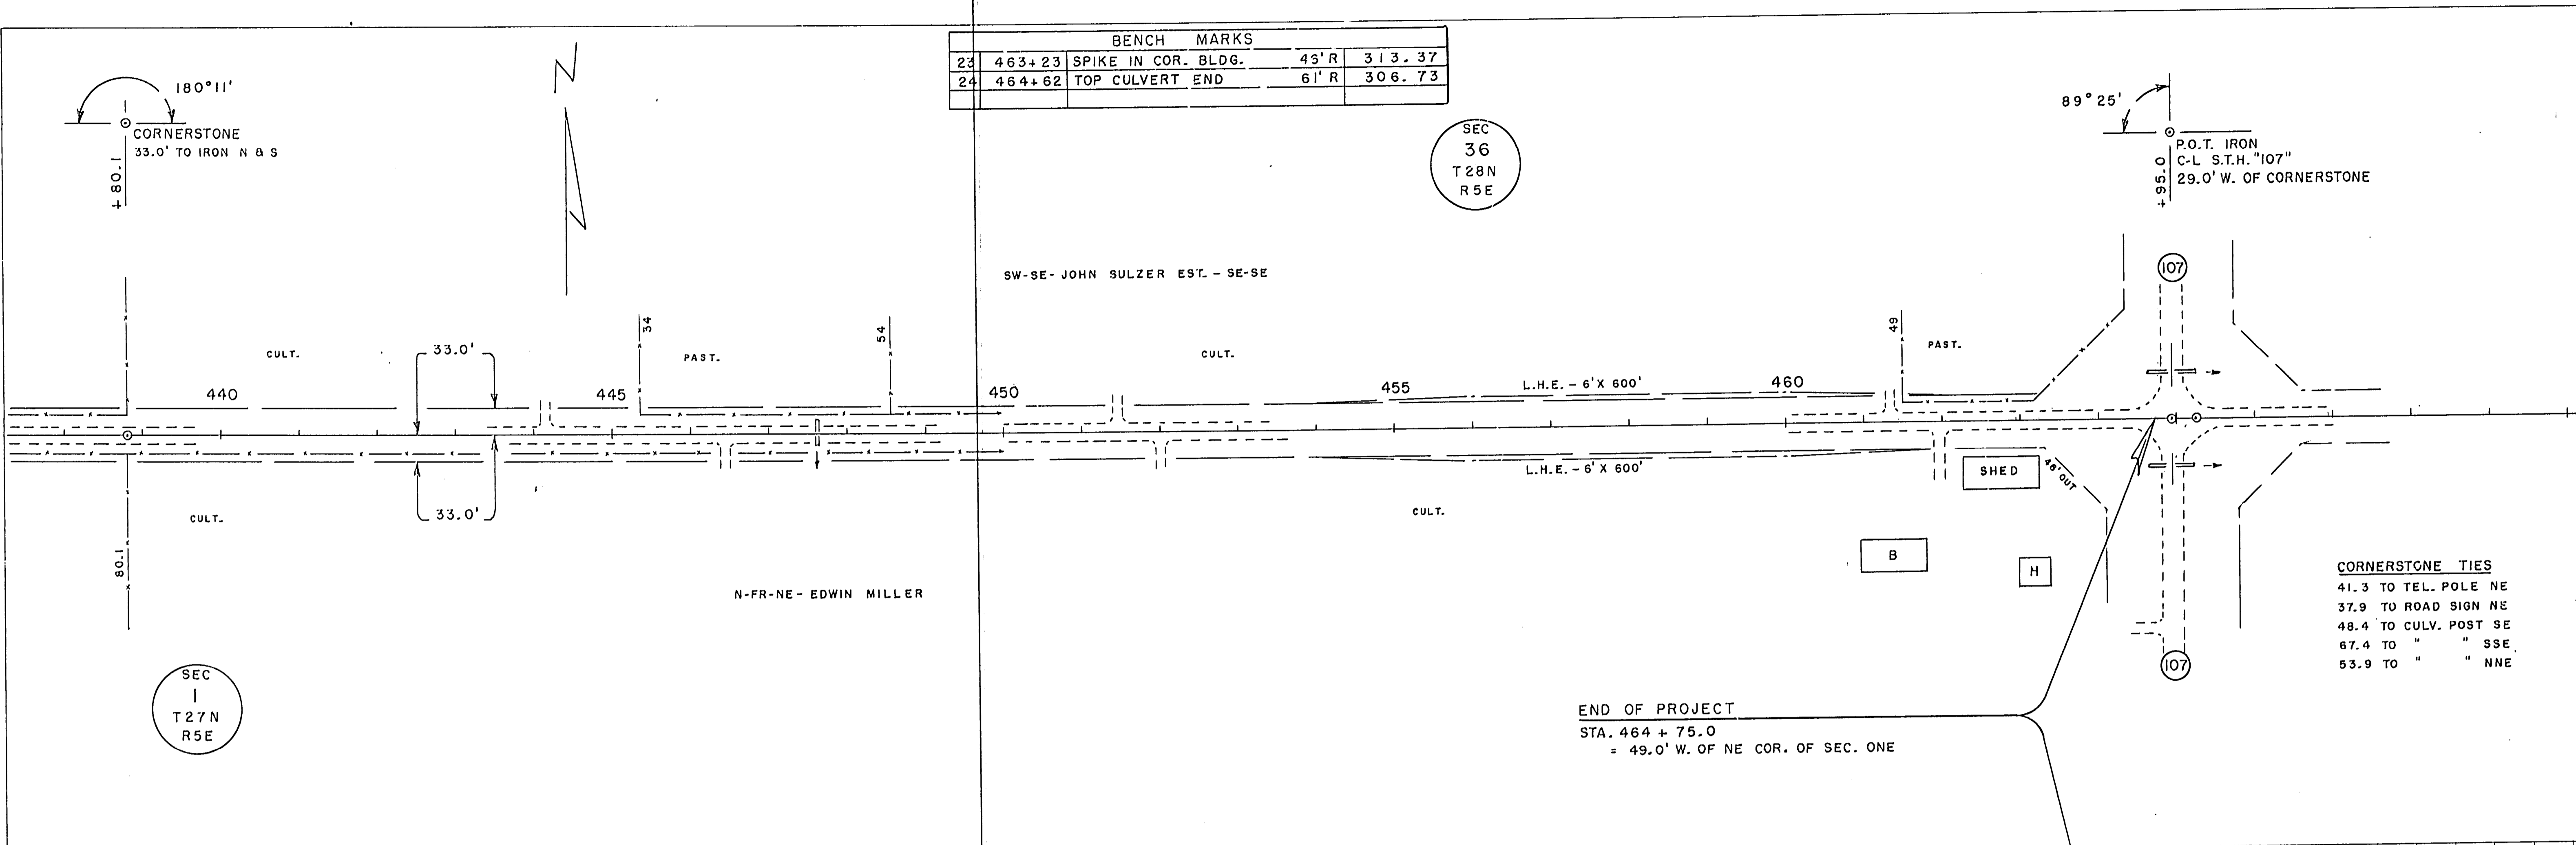 BENCH MARKS
23 463+23 SPIKE IN COR. BLDG. 43'R 313.37
24 464+62 TOP CULVERT END 61'R 306.73
180°11'
CORNERSTONE
33.0' TO IRON N & S
+80.1
N
SEC
36
T28N
R5E
89°25'
P.O.T. IRON
C-L S.T.H. "107"
29.0' W. OF CORNERSTONE
+95.0
SW-SE- JOHN SULZER EST. - SE-SE
107
34
54
49
CULT.
33.0'
PAST.
CULT.
PAST.
440
445
450
455
L.H.E. - 6' X 600'
460
L.H.E. - 6' X 600'
SHED
48' OUT
CULT.
33.0'
CULT.
80.1
B
H
N-FR-NE- EDWIN MILLER
CORNERSTONE TIES
41.3 TO TEL. POLE NE
37.9 TO ROAD SIGN NE
48.4 TO CULV. POST SE
67.4 TO " " SSE
53.9 TO " " NNE
107
SEC
1
T27N
R5E
END OF PROJECT
STA. 464 + 75.0
= 49.0' W. OF NE COR. OF SEC. ONE